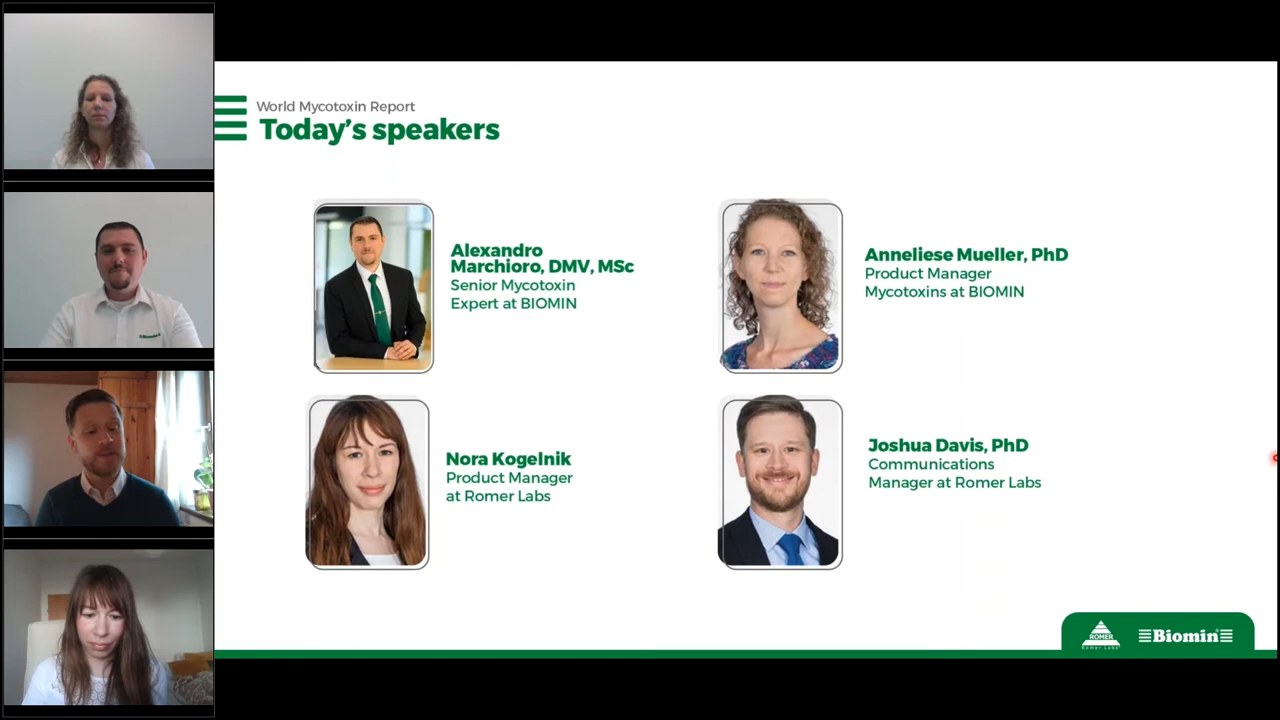 World Mycotoxin Report
Today's speakers
Alexandro
Marchioro, DMV, MSc
Senior Mycotoxin
Expert at BIOMIN
Anneliese Mueller, PhD
Product Manager
Mycotoxins at BIOMIN
Nora Kogelnik
Product Manager
at Romer Labs
Joshua Davis, PhD
Communications
Manager at Romer Labs
ROMER
Romer Labs
Biomin
Biomin